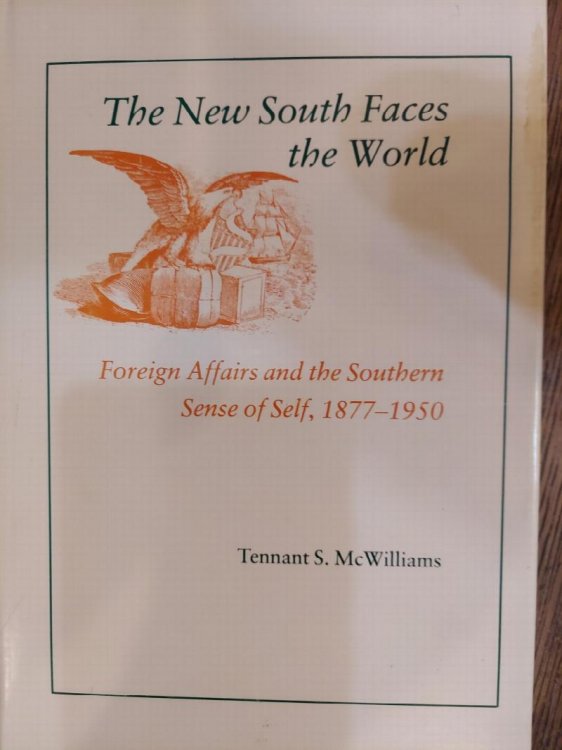 The New South Faces
the World
Foreign Affairs and the Southern
Sense of Self, 1877–1950
Tennant S. McWilliams